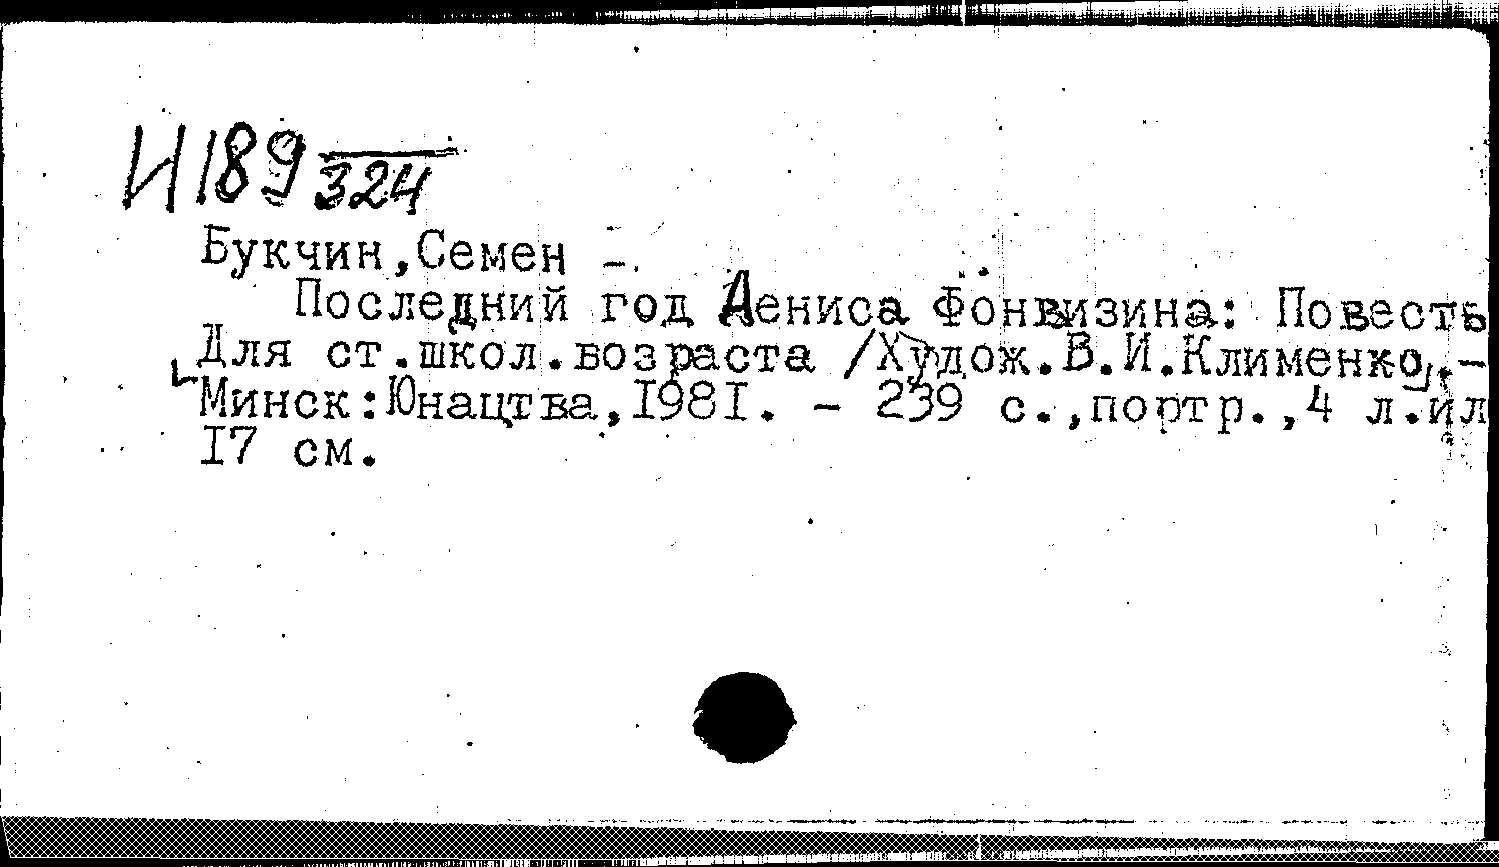 И189 324
Букчин,Семен -.
Последний год Дениса Фонвизина: Повесть
Для ст.школ.возраста /Худож.В.И.Клименко,.-
Минск:Юнацтва,1981. - 239 с.,портр.,4 л.ил
17 см.